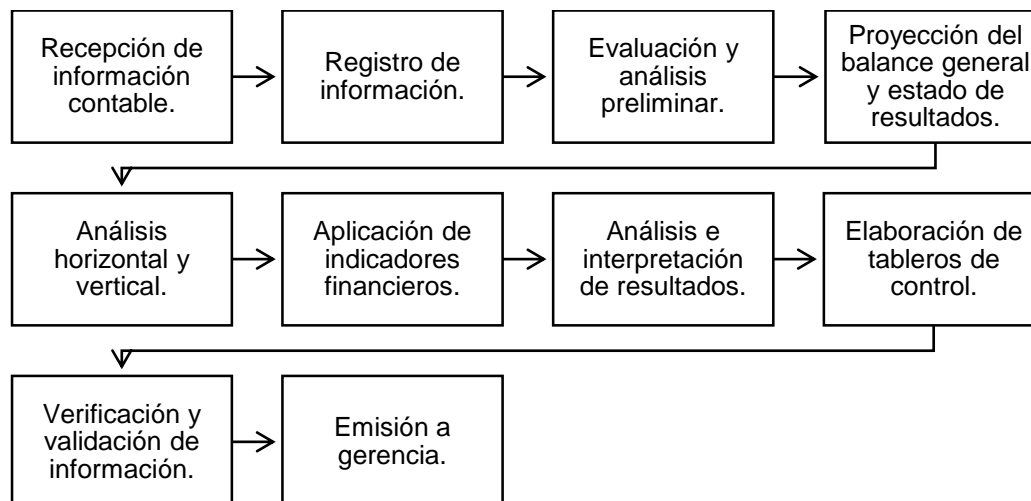 Recepción de
información
contable.
Registro de
información.
Evaluación y
análisis
preliminar.
Proyección del
balance general
y estado de
resultados.
Análisis
horizontal y
vertical.
Aplicación de
indicadores
financieros.
Análisis e
interpretación
de resultados.
Elaboración de
tableros de
control.
Verificación y
validación de
información.
Emisión a
gerencia.